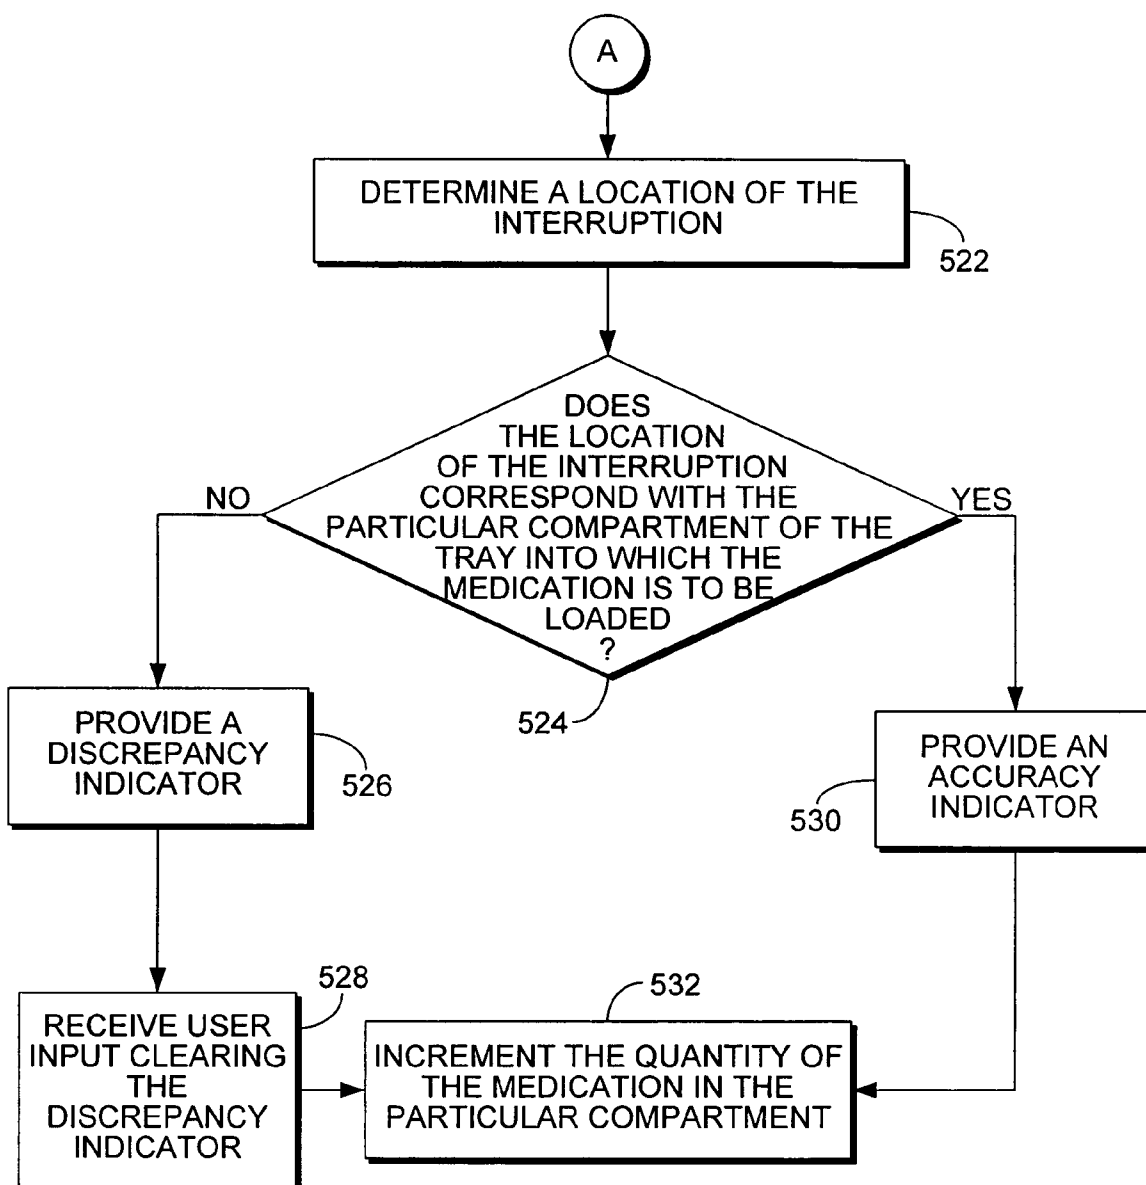 A
DETERMINE A LOCATION OF THE
INTERRUPTION
522
DOES
THE LOCATION
OF THE INTERRUPTION
CORRESPOND WITH THE
PARTICULAR COMPARTMENT OF THE
TRAY INTO WHICH THE
MEDICATION IS TO BE
LOADED
?
524
NO
YES
PROVIDE A
DISCREPANCY
INDICATOR
526
PROVIDE AN
ACCURACY
INDICATOR
530
RECEIVE USER
INPUT CLEARING
THE
DISCREPANCY
INDICATOR
528
INCREMENT THE QUANTITY OF
THE MEDICATION IN THE
PARTICULAR COMPARTMENT
532